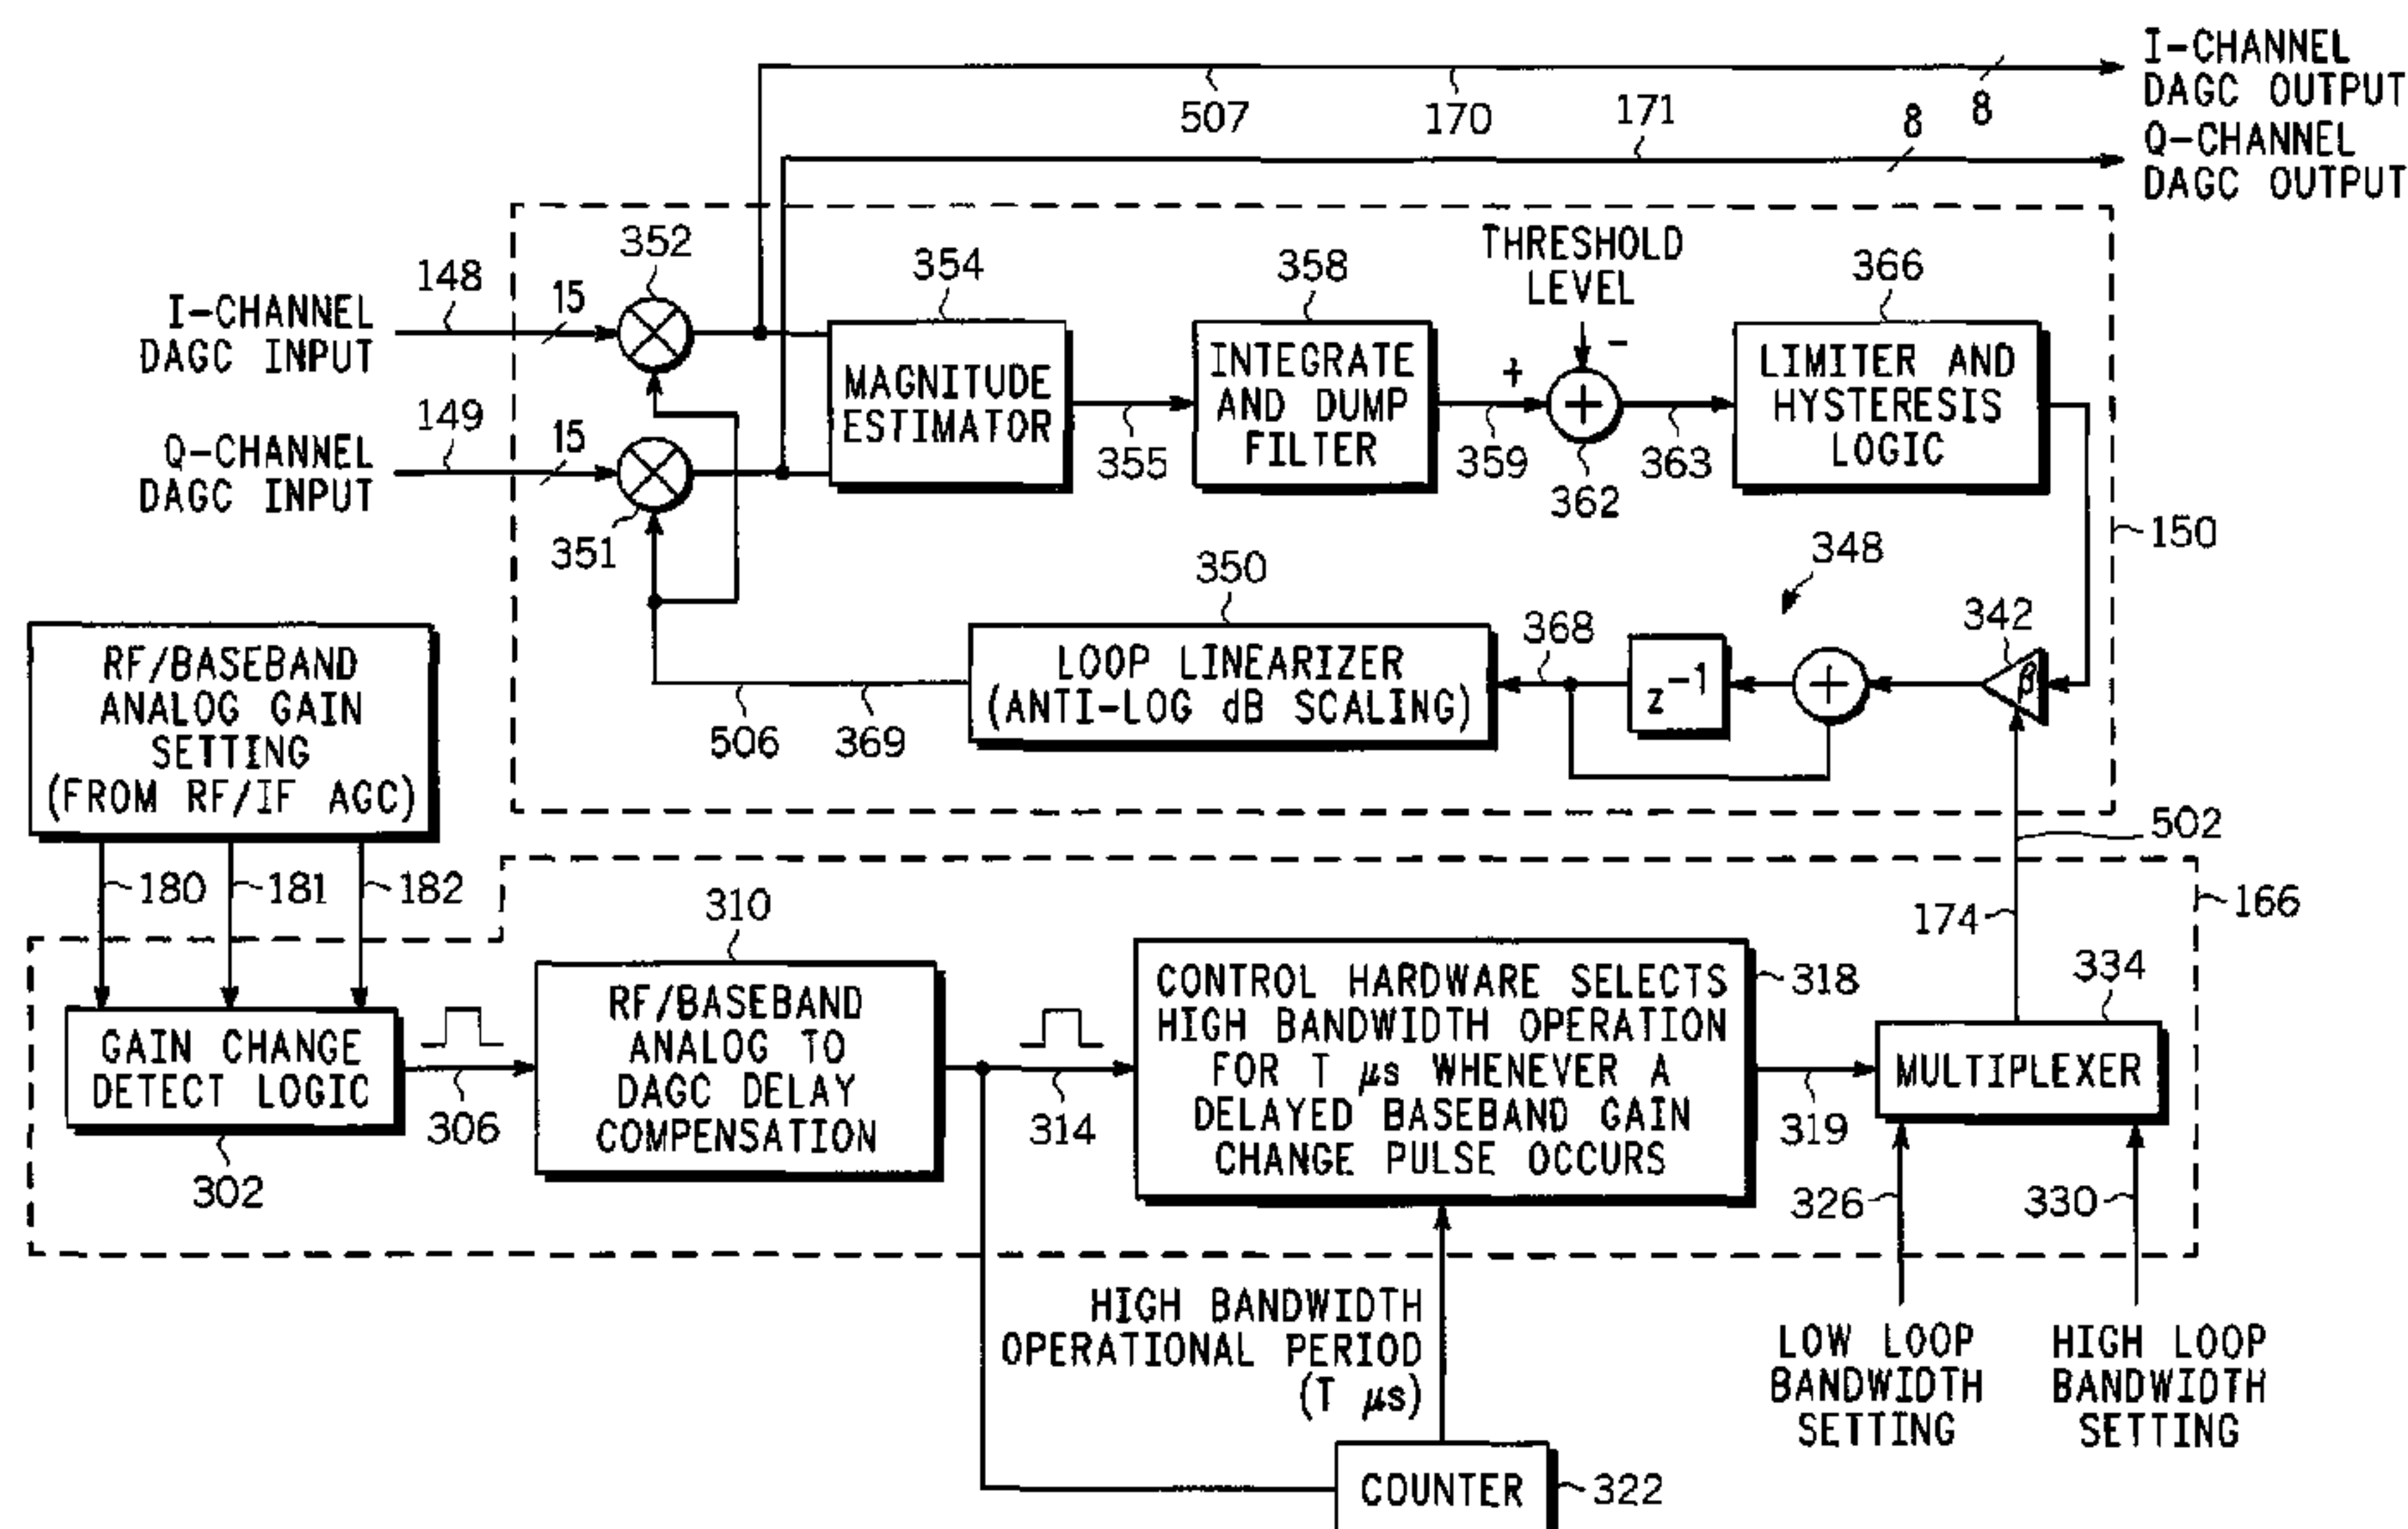 I-CHANNEL
DAGC OUTPUT
507
170
8
171
8
Q-CHANNEL
DAGC OUTPUT
352
354
358
THRESHOLD
LEVEL
366
148
15
I-CHANNEL
DAGC INPUT
MAGNITUDE
ESTIMATOR
INTEGRATE
AND DUMP
FILTER
+
-
+
LIMITER AND
HYSTERESIS
LOGIC
149
15
Q-CHANNEL
DAGC INPUT
355
359
362
363
351
150
348
350
368
342
RF/BASEBAND
ANALOG GAIN
SETTING
(FROM RF/IF AGC)
LOOP LINEARIZER
(ANTI-LOG dB SCALING)
z-1
+
β
506
369
502
180
181
182
310
174
166
334
GAIN CHANGE
DETECT LOGIC
306
302
RF/BASEBAND
ANALOG TO
DAGC DELAY
COMPENSATION
314
CONTROL HARDWARE SELECTS
HIGH BANDWIDTH OPERATION
FOR T μs WHENEVER A
DELAYED BASEBAND GAIN
CHANGE PULSE OCCURS
318
319
MULTIPLEXER
326
330
HIGH BANDWIDTH
OPERATIONAL PERIOD
(T μs)
LOW LOOP
BANDWIDTH
SETTING
HIGH LOOP
BANDWIDTH
SETTING
COUNTER
322